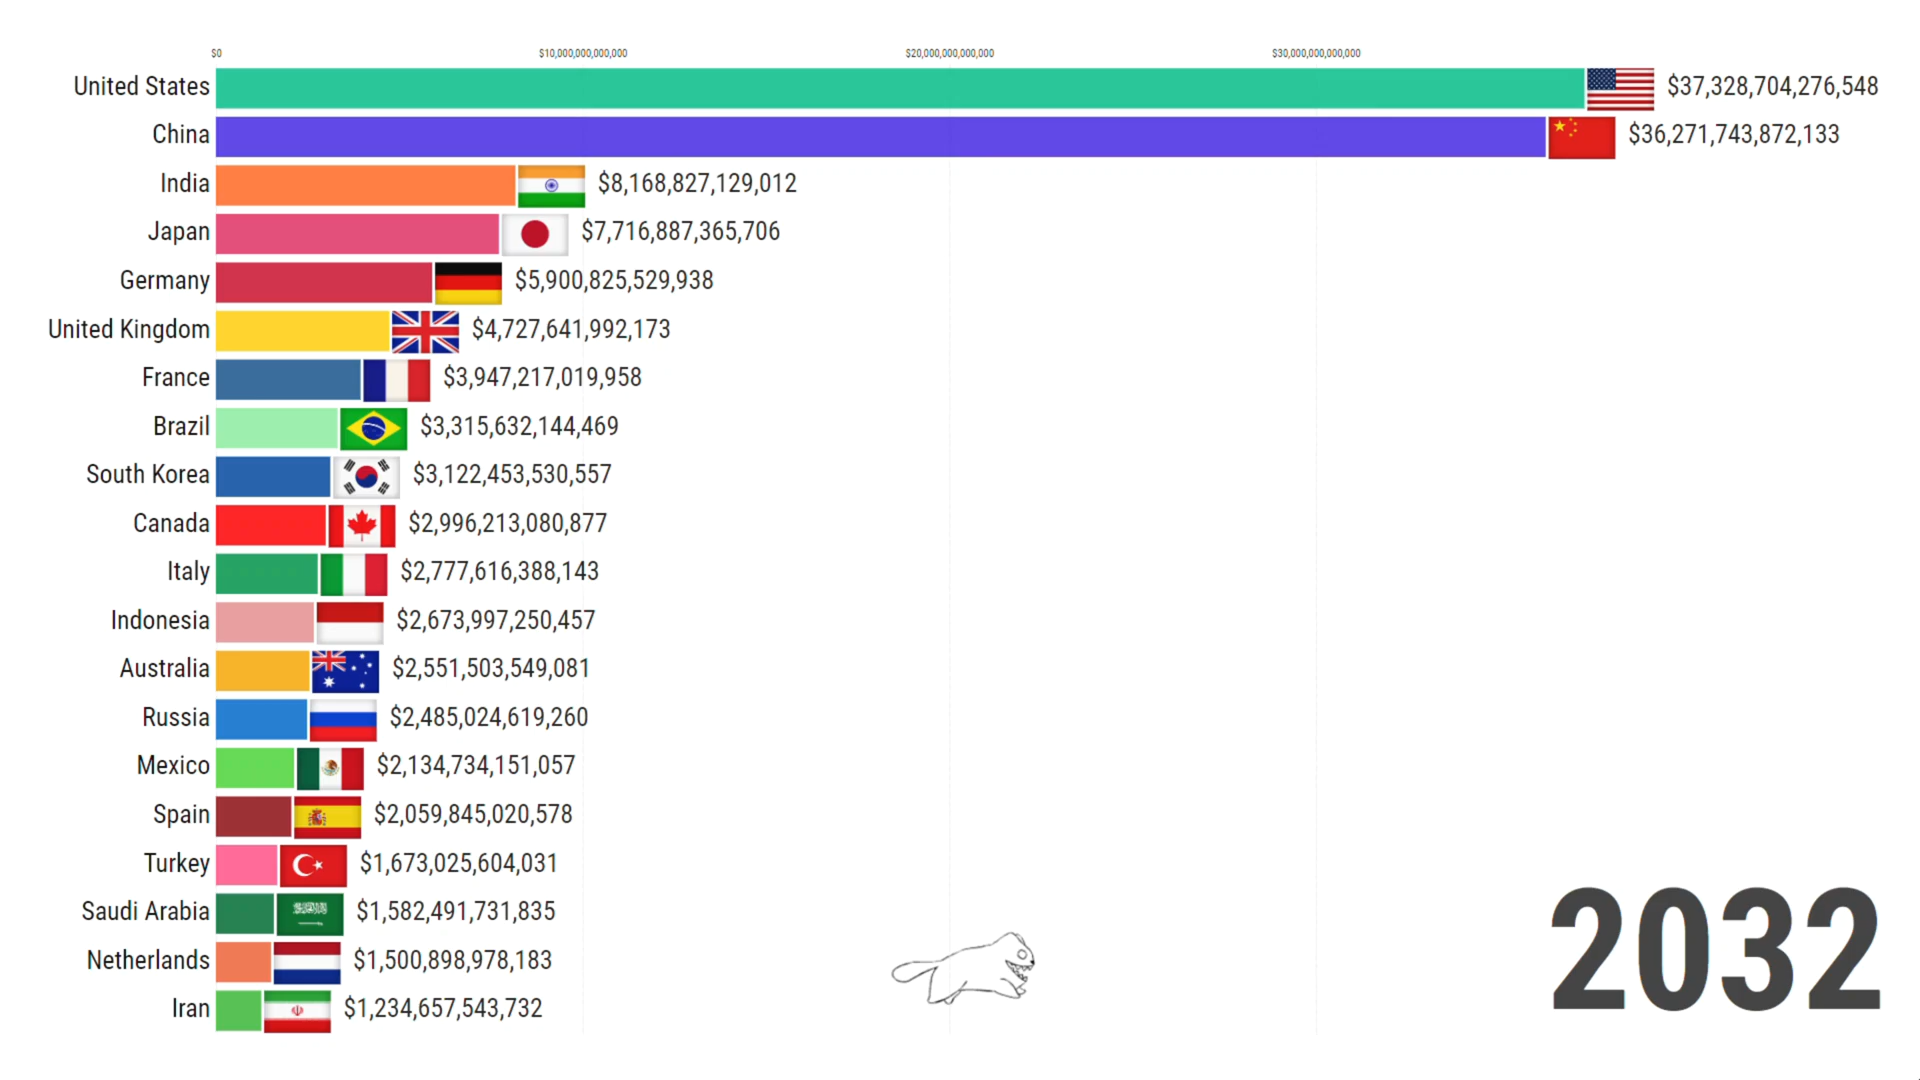 $0 $10,000,000,000,000 $20,000,000,000,000 $30,000,000,000,000
United States $37,328,704,276,548
China $36,271,743,872,133
India $8,168,827,129,012
Japan $7,716,887,365,706
Germany $5,900,825,529,938
United Kingdom $4,727,641,992,173
France $3,947,217,019,958
Brazil $3,315,632,144,469
South Korea $3,122,453,530,557
Canada $2,996,213,080,877
Italy $2,777,616,388,143
Indonesia $2,673,997,250,457
Australia $2,551,503,549,081
Russia $2,485,024,619,260
Mexico $2,134,734,151,057
Spain $2,059,845,020,578
Turkey $1,673,025,604,031
Saudi Arabia $1,582,491,731,835
Netherlands $1,500,898,978,183
Iran $1,234,657,543,732
2032